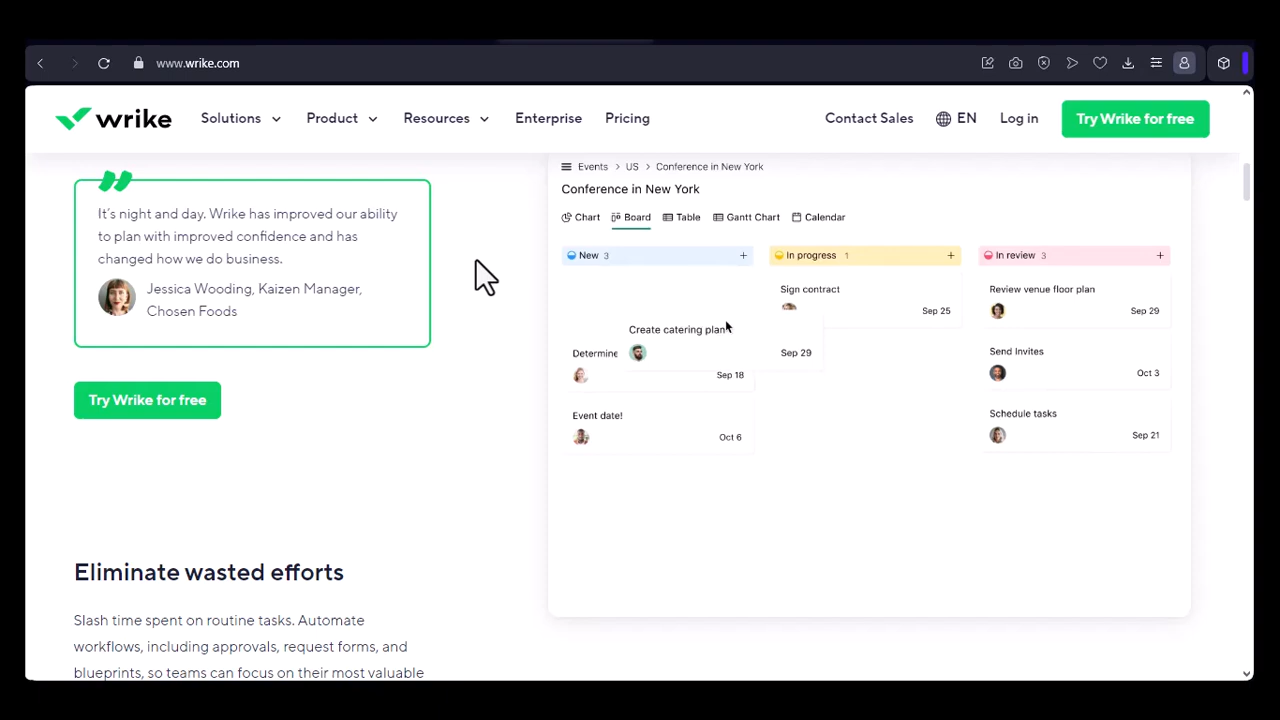 www.wrike.com
wrike
Solutions
Product
Resources
Enterprise
Pricing
Contact Sales
EN
Log in
Try Wrike for free
It's night and day. Wrike has improved our ability
to plan with improved confidence and has
changed how we do business.
Jessica Wooding, Kaizen Manager,
Chosen Foods
Try Wrike for free
Eliminate wasted efforts
Slash time spent on routine tasks. Automate
workflows, including approvals, request forms, and
blueprints, so teams can focus on their most valuable
Events > US > Conference in New York
Conference in New York
Chart
Board
Table
Gantt Chart
Calendar
New 3 +
Create catering plan
Sep 29
Determine
Sep 18
Event date!
Oct 6
In progress 1 +
Sign contract
Sep 25
In review 3 +
Review venue floor plan
Sep 29
Send Invites
Oct 3
Schedule tasks
Sep 21